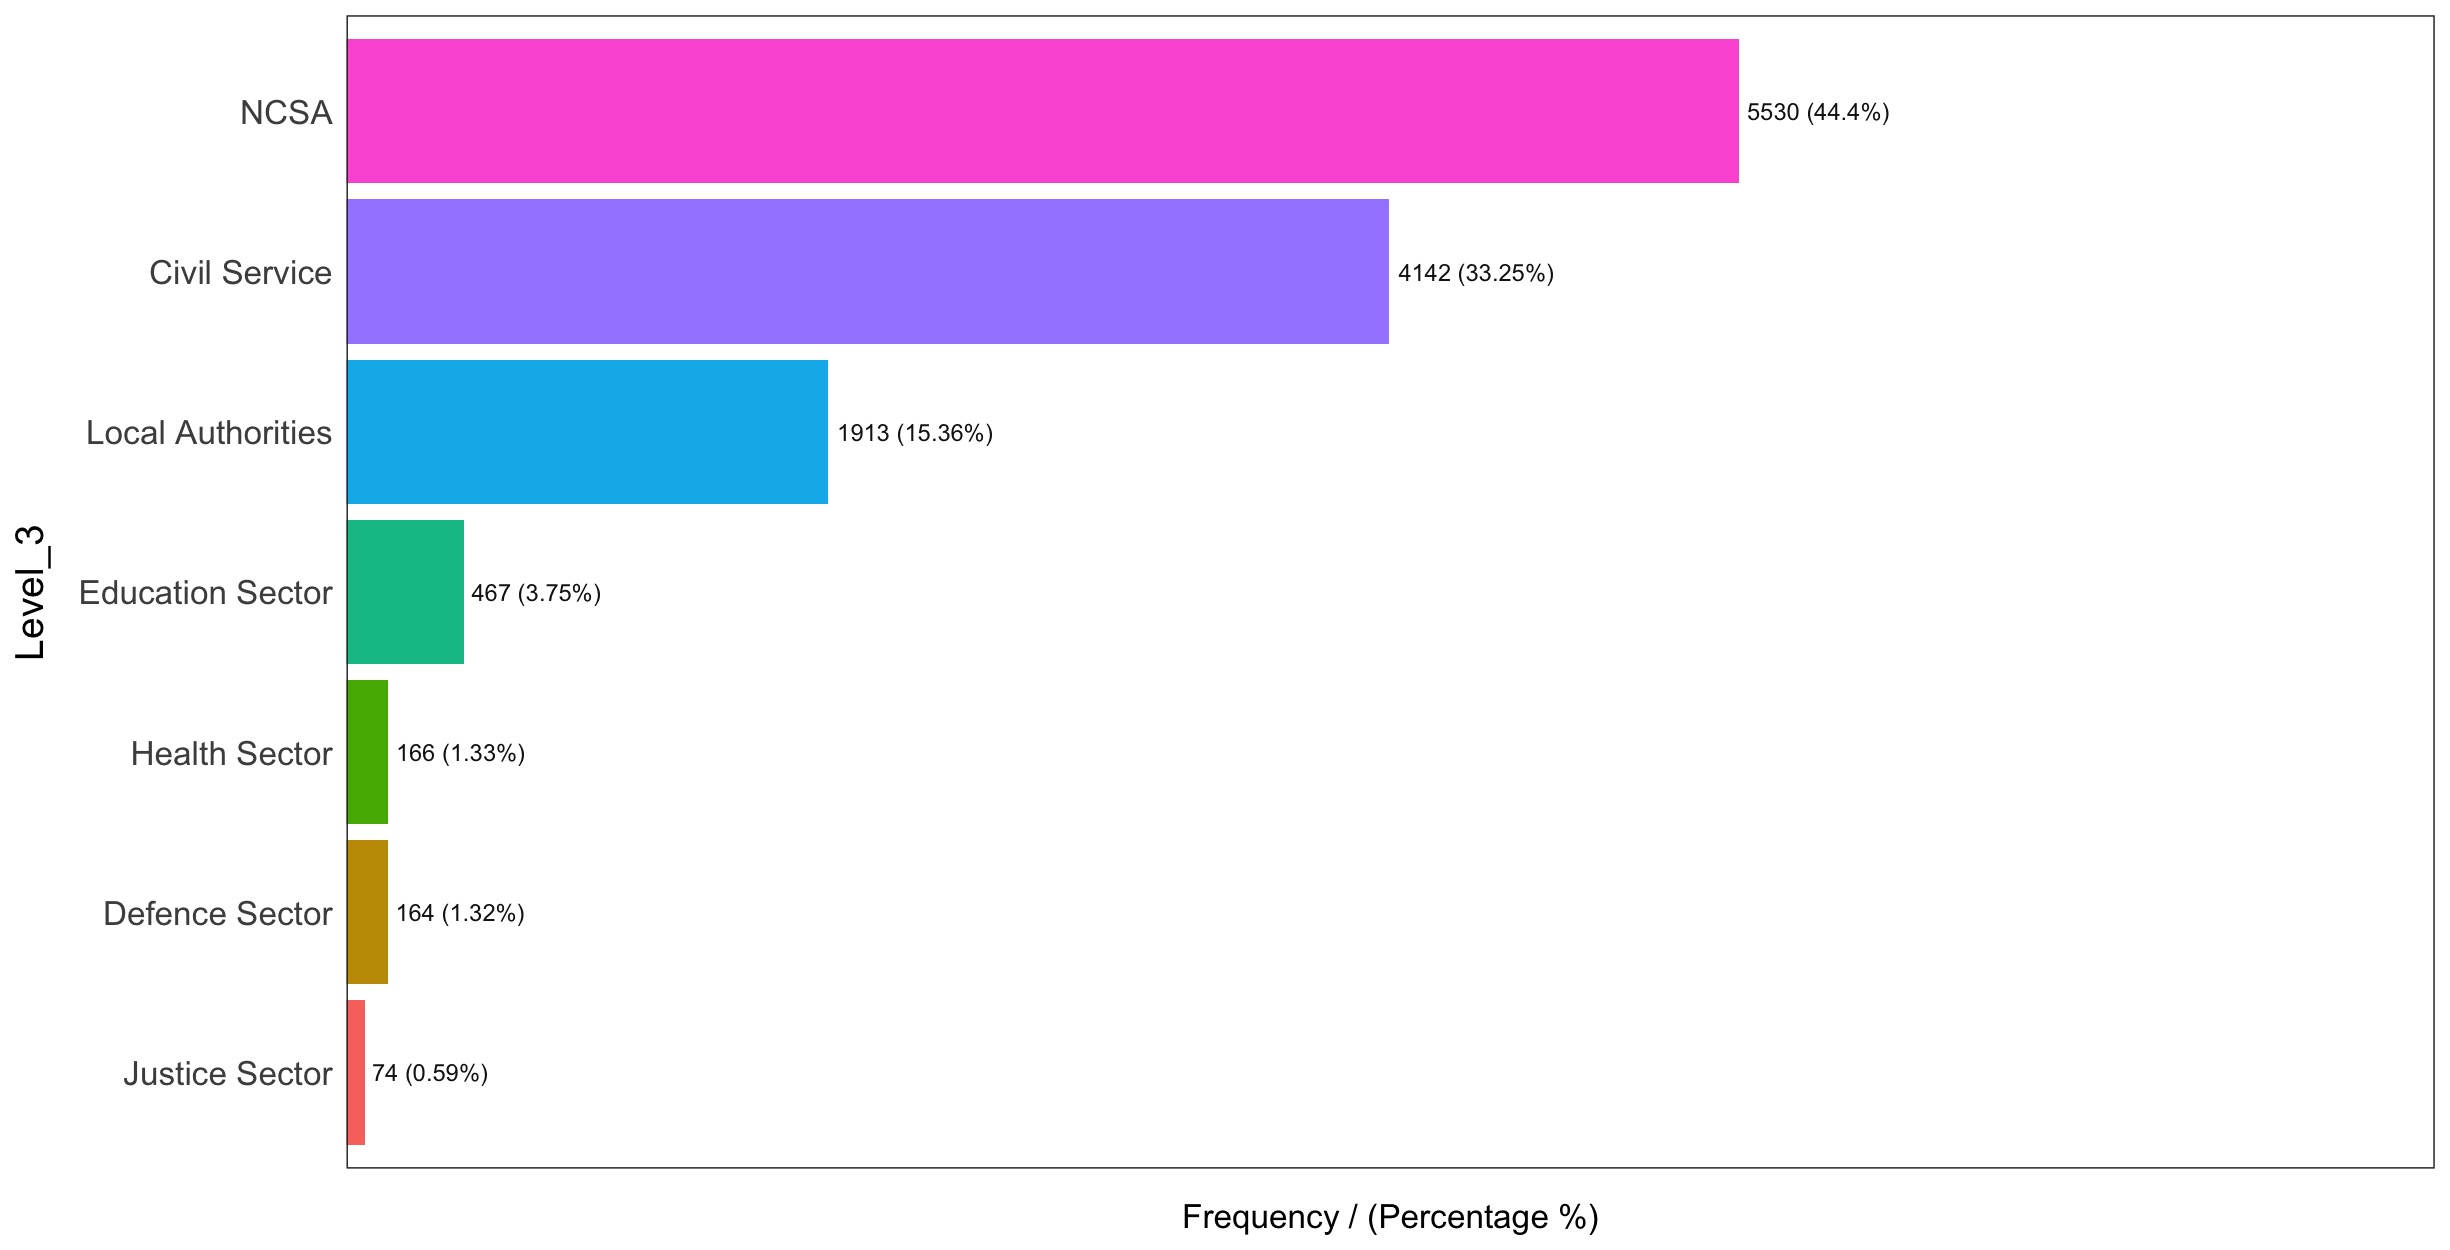 Level_3
NCSA 5530 (44.4%)
Civil Service 4142 (33.25%)
Local Authorities 1913 (15.36%)
Education Sector 467 (3.75%)
Health Sector 166 (1.33%)
Defence Sector 164 (1.32%)
Justice Sector 74 (0.59%)
Frequency / (Percentage %)